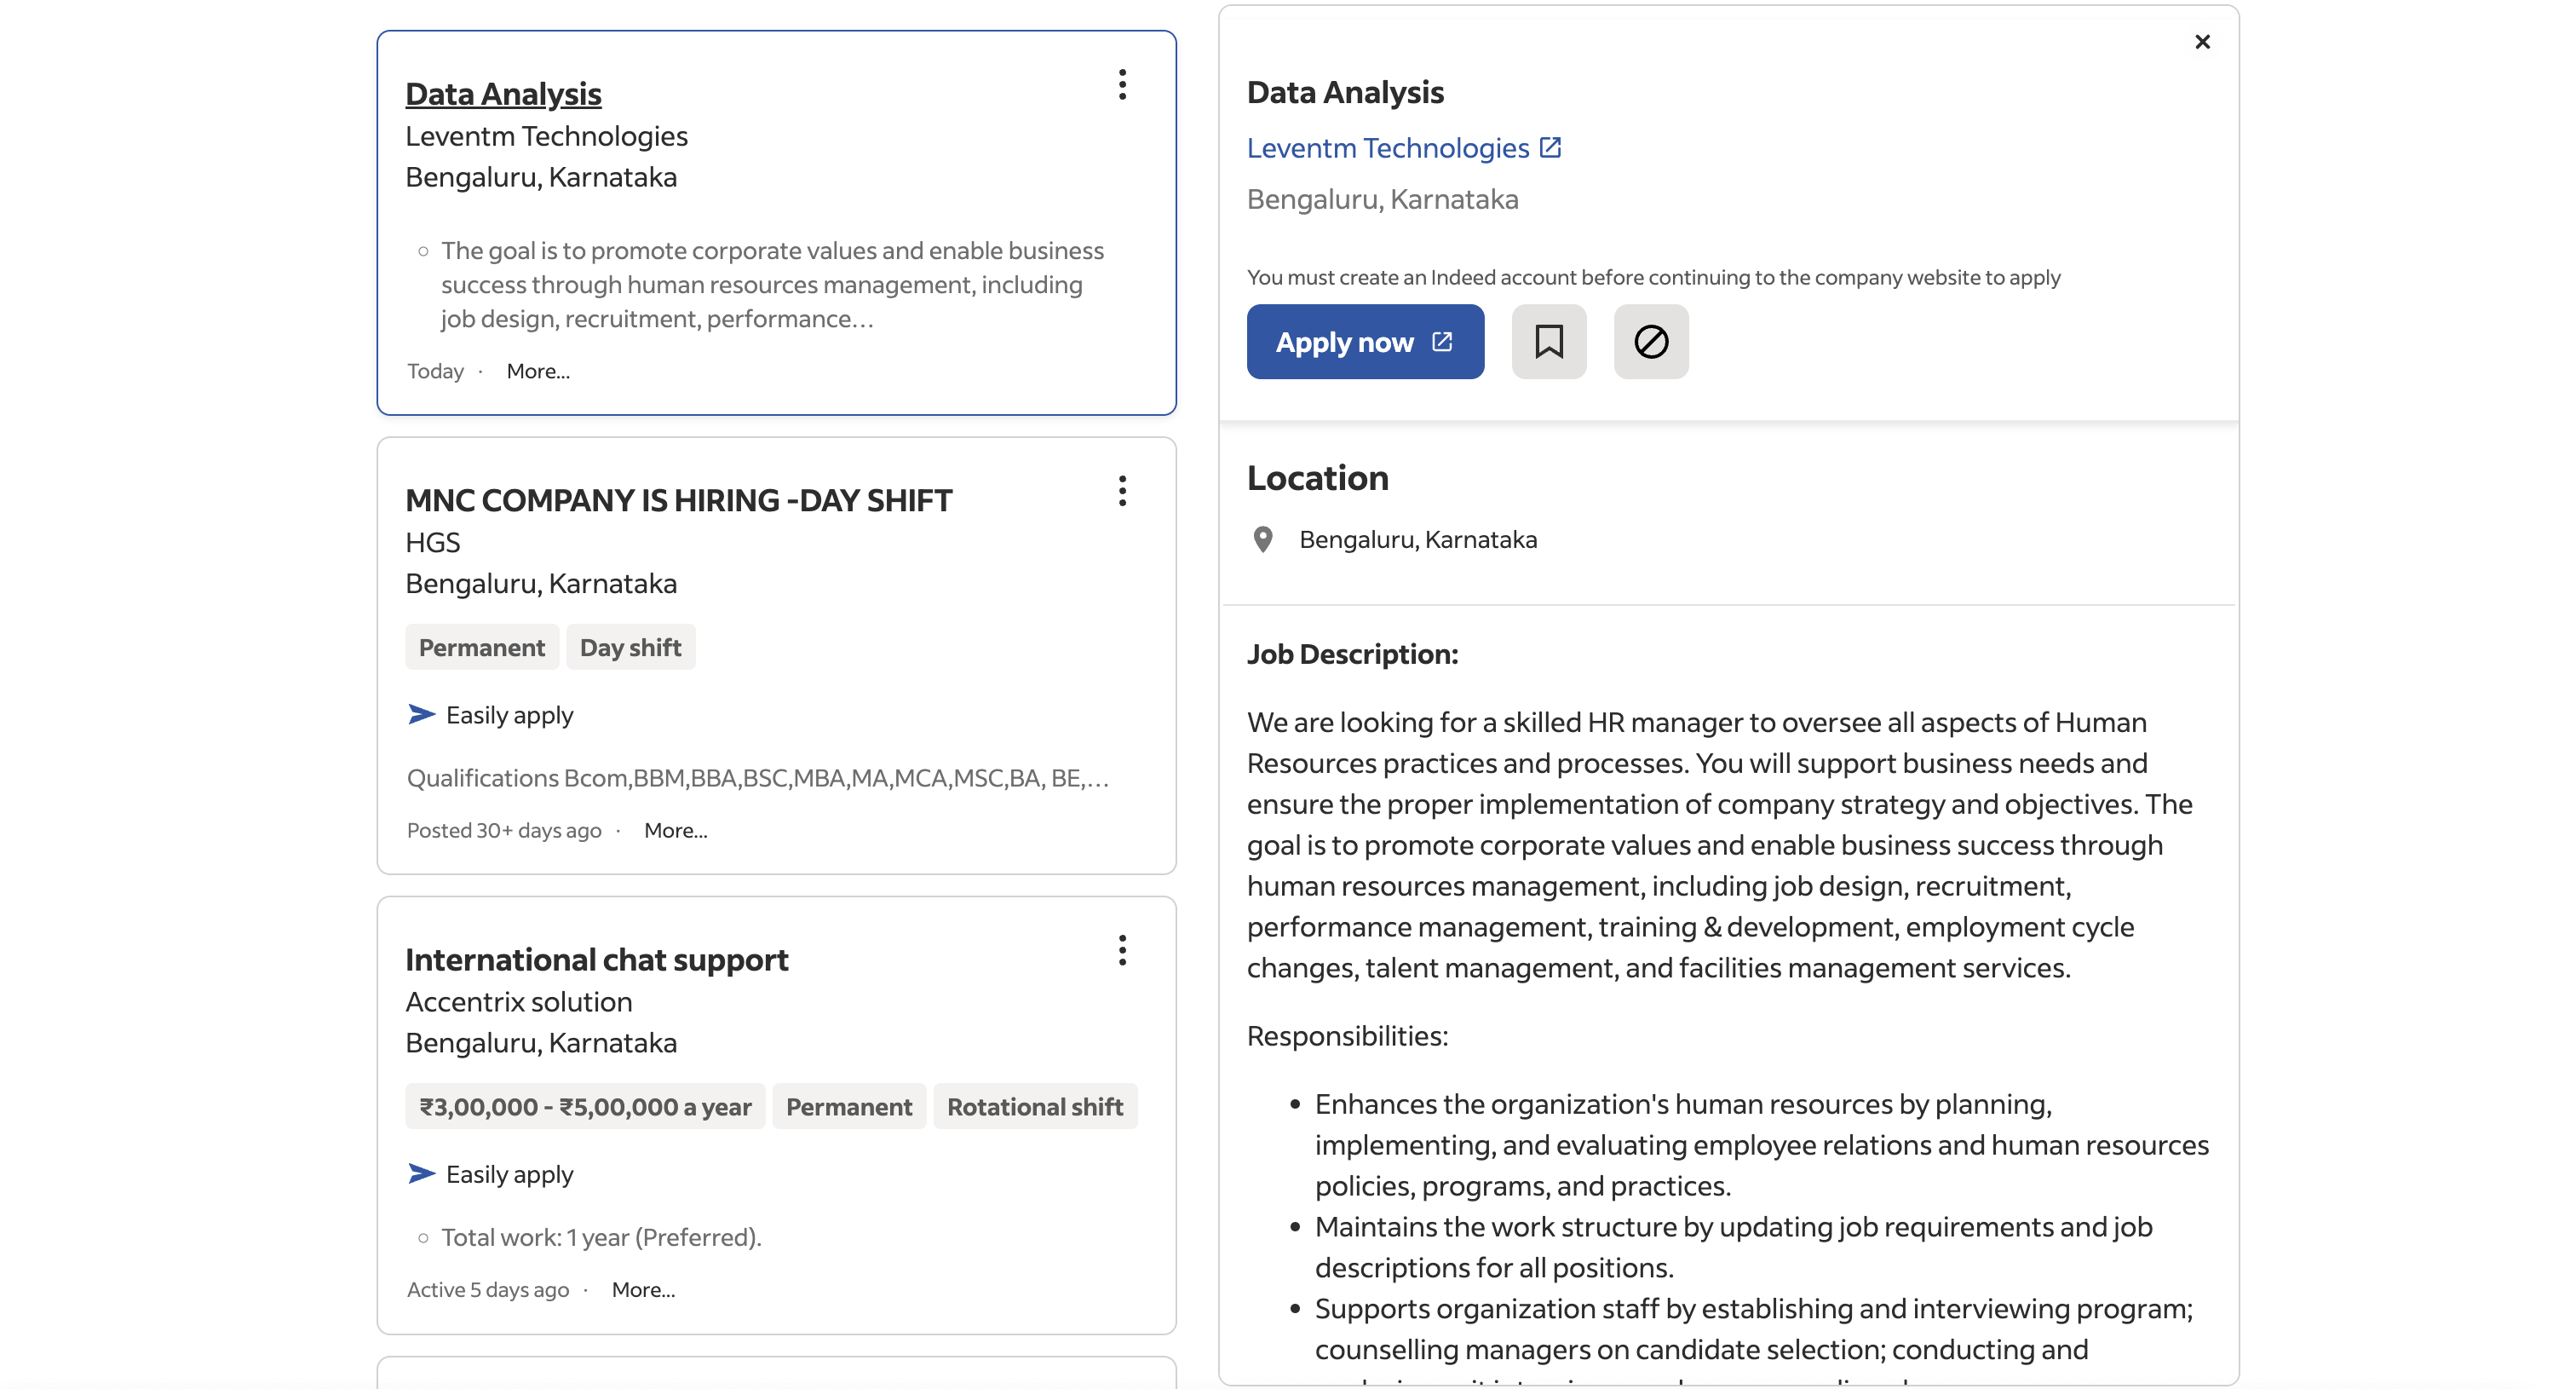 Data Analysis
Leventm Technologies
Bengaluru, Karnataka
The goal is to promote corporate values and enable business
success through human resources management, including
job design, recruitment, performance…
Today · More...
MNC COMPANY IS HIRING -DAY SHIFT
HGS
Bengaluru, Karnataka
Permanent Day shift
Easily apply
Qualifications Bcom,BBM,BBA,BSC,MBA,MA,MCA,MSC,BA, BE,…
Posted 30+ days ago · More...
International chat support
Accentrix solution
Bengaluru, Karnataka
₹3,00,000 - ₹5,00,000 a year Permanent Rotational shift
Easily apply
Total work: 1 year (Preferred).
Active 5 days ago · More...
Data Analysis
Leventm Technologies
Bengaluru, Karnataka
You must create an Indeed account before continuing to the company website to apply
Apply now
Location
Bengaluru, Karnataka
Job Description:
We are looking for a skilled HR manager to oversee all aspects of Human
Resources practices and processes. You will support business needs and
ensure the proper implementation of company strategy and objectives. The
goal is to promote corporate values and enable business success through
human resources management, including job design, recruitment,
performance management, training & development, employment cycle
changes, talent management, and facilities management services.
Responsibilities:
• Enhances the organization's human resources by planning,
implementing, and evaluating employee relations and human resources
policies, programs, and practices.
• Maintains the work structure by updating job requirements and job
descriptions for all positions.
• Supports organization staff by establishing and interviewing program;
counselling managers on candidate selection; conducting and